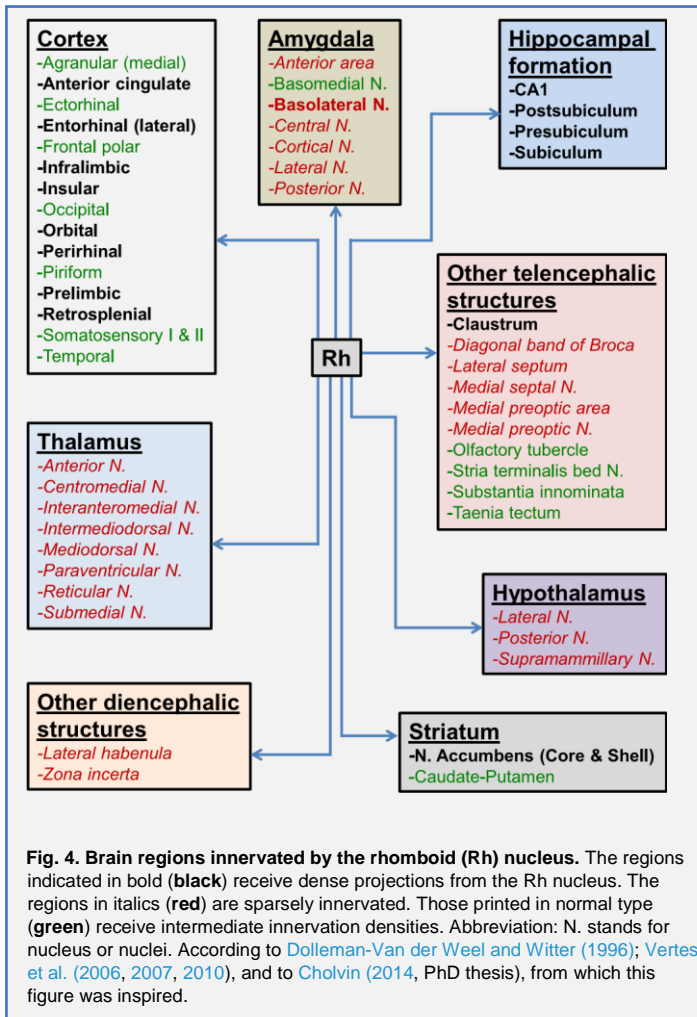 Cortex
-Agranular (medial)
-Anterior cingulate
-Ectorhinal
-Entorhinal (lateral)
-Frontal polar
-Infralimbic
-Insular
-Occipital
-Orbital
-Perirhinal
-Piriform
-Prelimbic
-Retrosplenial
-Somatosensory I & II
-Temporal
Amygdala
-Anterior area
-Basomedial N.
-Basolateral N.
-Central N.
-Cortical N.
-Lateral N.
-Posterior N.
Hippocampal
formation
-CA1
-Postsubiculum
-Presubiculum
-Subiculum
Rh
Other telencephalic
structures
-Claustrum
-Diagonal band of Broca
-Lateral septum
-Medial septal N.
-Medial preoptic area
-Medial preoptic N.
-Olfactory tubercle
-Stria terminalis bed N.
-Substantia innominata
-Taenia tectum
Thalamus
-Anterior N.
-Centromedial N.
-Interanteromedial N.
-Intermediodorsal N.
-Mediodorsal N.
-Paraventricular N.
-Reticular N.
-Submedial N.
Hypothalamus
-Lateral N.
-Posterior N.
-Supramammillary N.
Other diencephalic
structures
-Lateral habenula
-Zona incerta
Striatum
-N. Accumbens (Core & Shell)
-Caudate-Putamen
Fig. 4. Brain regions innervated by the rhomboid (Rh) nucleus. The regions
indicated in bold (black) receive dense projections from the Rh nucleus. The
regions in italics (red) are sparsely innervated. Those printed in normal type
(green) receive intermediate innervation densities. Abbreviation: N. stands for
nucleus or nuclei. According to Dolleman-Van der Weel and Witter (1996); Vertes
et al. (2006, 2007, 2010), and to Cholvin (2014, PhD thesis), from which this
figure was inspired.